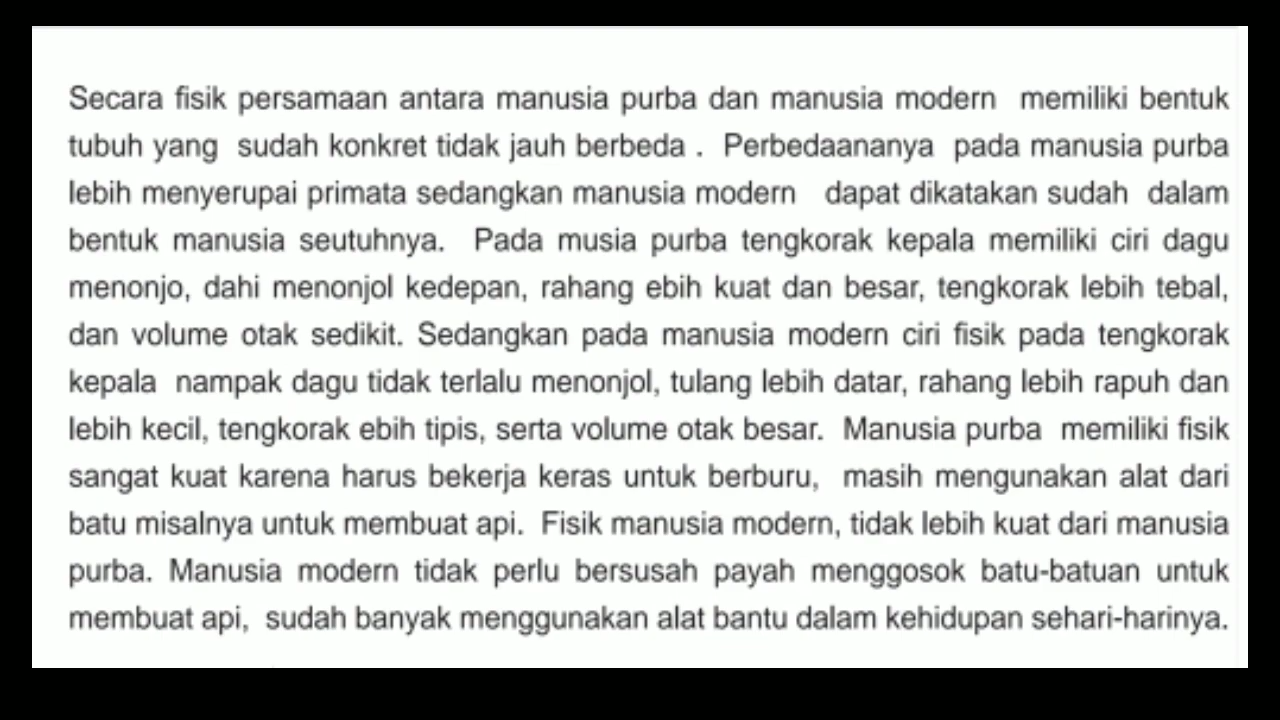 Secara fisik persamaan antara manusia purba dan manusia modern  memiliki bentuk
tubuh yang  sudah konkret tidak jauh berbeda .  Perbedaananya  pada manusia purba
lebih menyerupai primata sedangkan manusia modern   dapat dikatakan sudah  dalam
bentuk manusia seutuhnya.  Pada musia purba tengkorak kepala memiliki ciri dagu
menonjo, dahi menonjol kedepan, rahang ebih kuat dan besar, tengkorak lebih tebal,
dan volume otak sedikit. Sedangkan pada manusia modern ciri fisik pada tengkorak
kepala  nampak dagu tidak terlalu menonjol, tulang lebih datar, rahang lebih rapuh dan
lebih kecil, tengkorak ebih tipis, serta volume otak besar.  Manusia purba  memiliki fisik
sangat kuat karena harus bekerja keras untuk berburu,  masih mengunakan alat dari
batu misalnya untuk membuat api.  Fisik manusia modern, tidak lebih kuat dari manusia
purba. Manusia modern tidak perlu bersusah payah menggosok batu-batuan untuk
membuat api,  sudah banyak menggunakan alat bantu dalam kehidupan sehari-harinya.